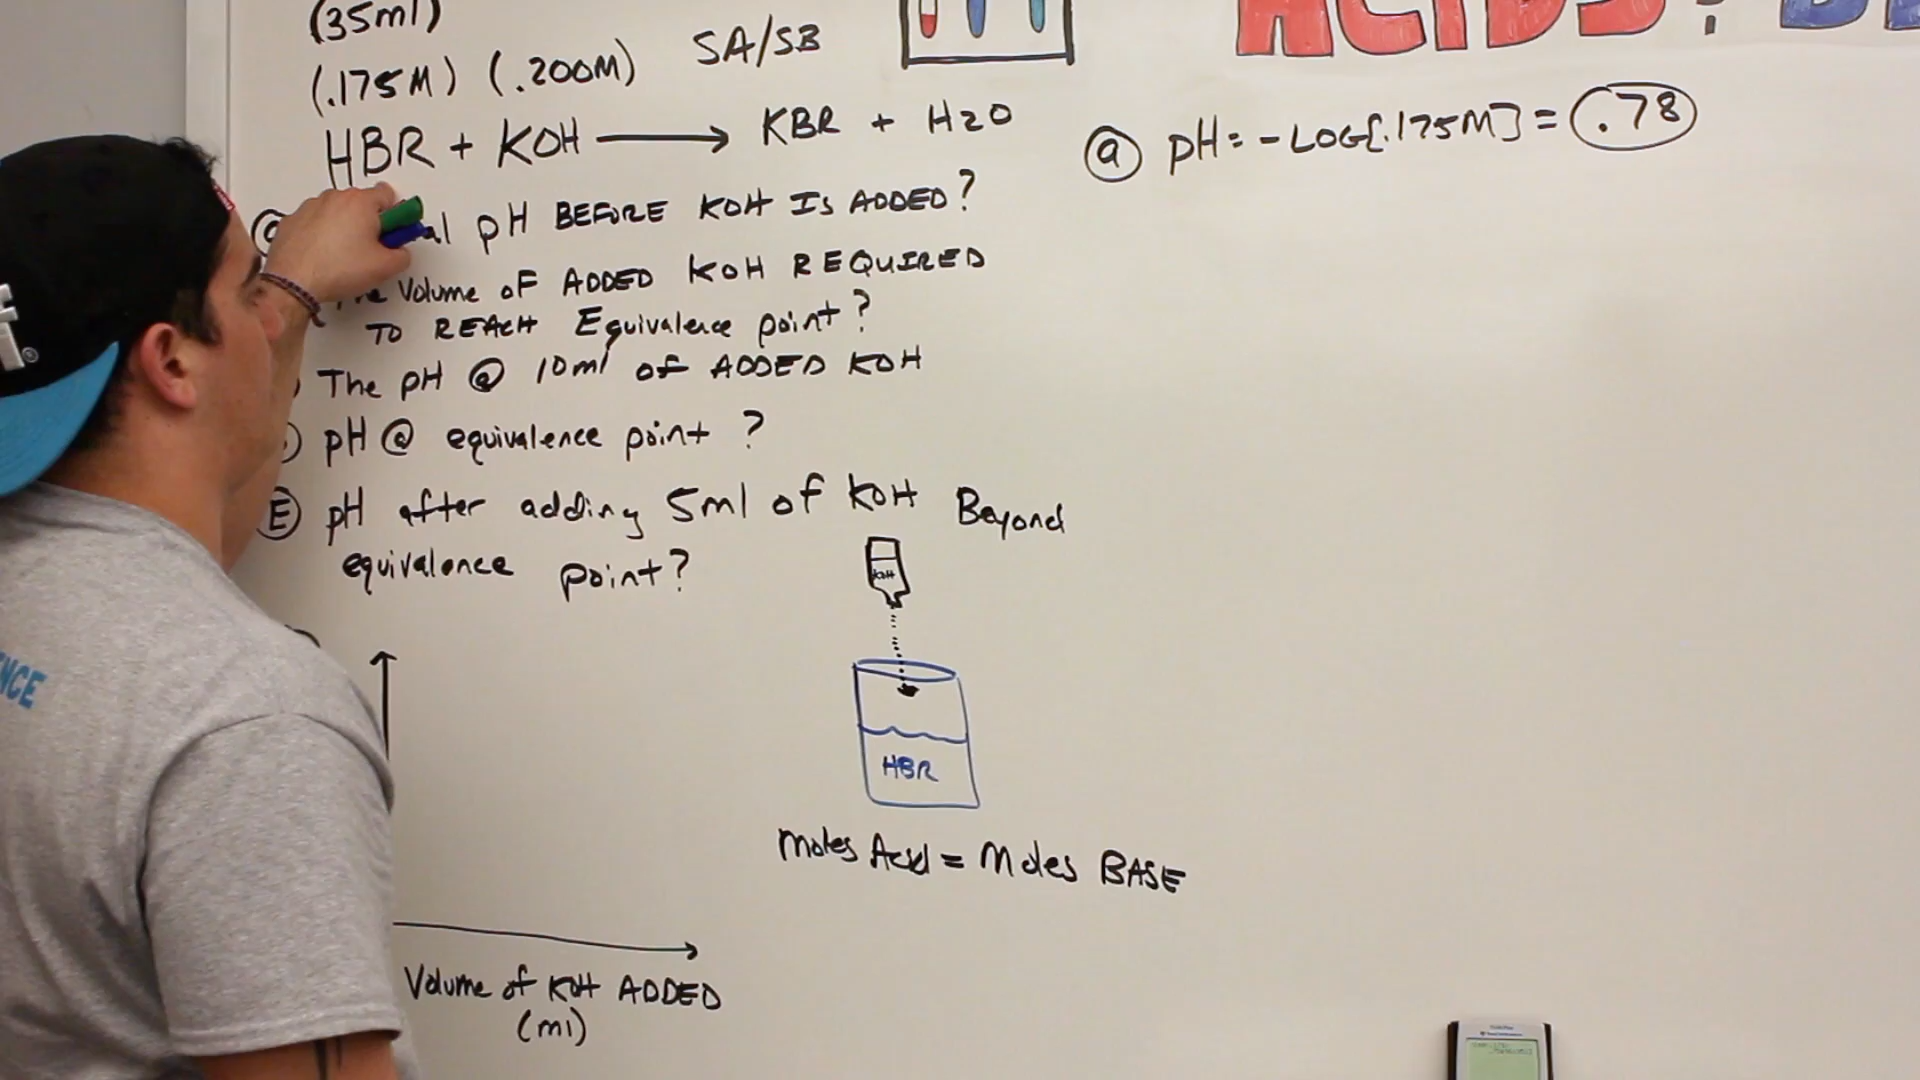 (35ml)
(.175M) (.200M) SA/SB
HBR + KOH ⟶ KBR + H2O
pH BEFORE KOH IS ADDED?
Volume oF ADDED KOH REQUIRED
TO REACH Equivalence point?
The pH @ 10ml of ADDED KOH
pH @ equivalence point ?
E pH after adding 5ml of KOH Beyond
equivalence point?
KOH
HBR
Moles Acid = Moles BASE
Volume of KOH ADDED
(ml)
ACIDS
a pH = -LOG[.175M] = .78